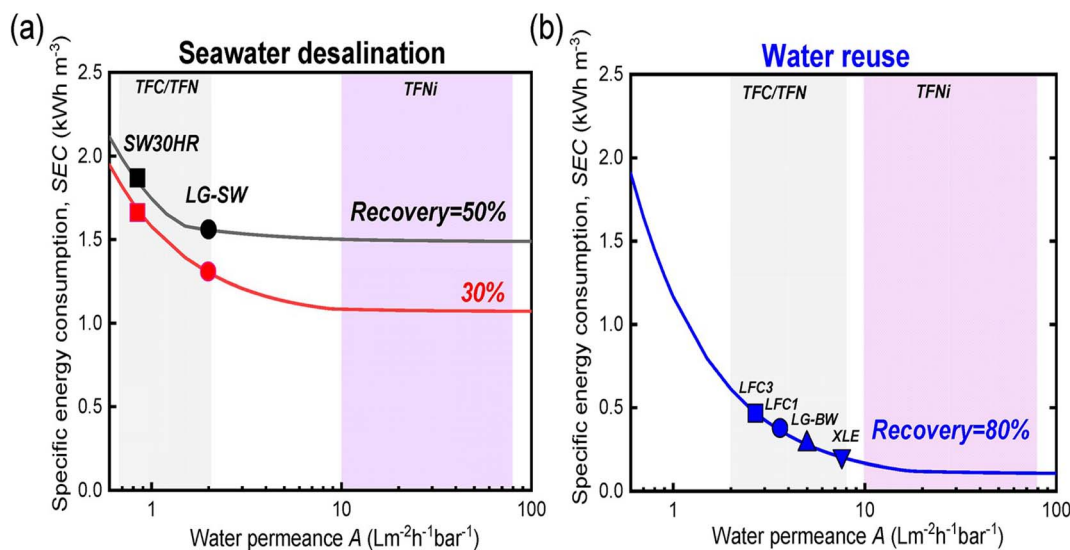 (a)
Seawater desalination
Specific energy consumption, SEC (kWh m⁻³)
2.5
2.0
1.5
1.0
0.5
0.0
TFC/TFN
TFNi
SW30HR
LG-SW
Recovery=50%
30%
1
10
100
Water permeance A (Lm⁻²h⁻¹bar⁻¹)
(b)
Water reuse
Specific energy consumption, SEC (kWh m⁻³)
2.5
2.0
1.5
1.0
0.5
0.0
TFC/TFN
TFNi
LFC3
LFC1
LG-BW
XLE
Recovery=80%
1
10
100
Water permeance A (Lm⁻²h⁻¹bar⁻¹)